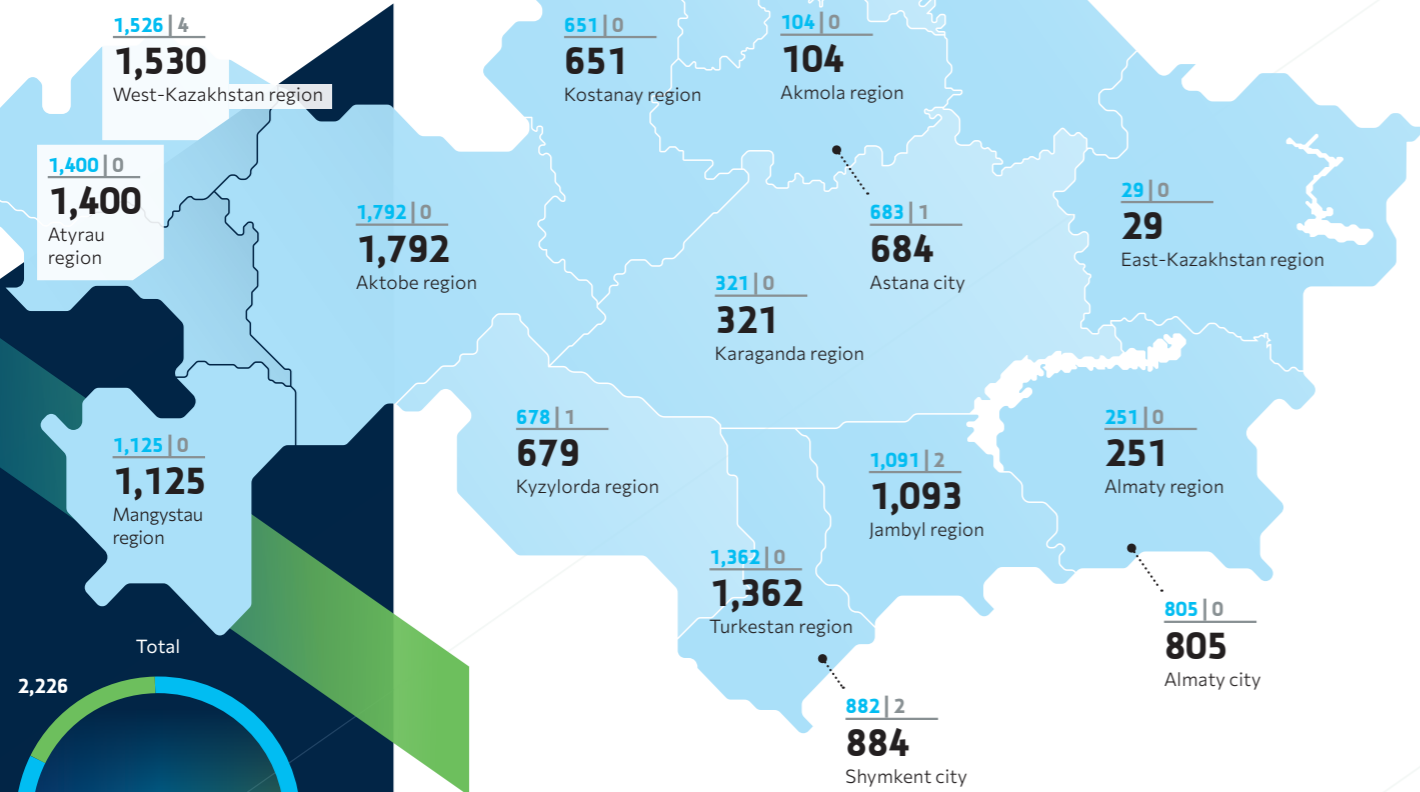 1,526|4
1,530
West-Kazakhstan region
651|0
651
Kostanay region
104|0
104
Akmola region
1,400|0
1,400
Atyrau
region
1,792|0
1,792
Aktobe region
683|1
684
Astana city
29|0
29
East-Kazakhstan region
321|0
321
Karaganda region
1,125|0
1,125
Mangystau
region
678|1
679
Kyzylorda region
1,091|2
1,093
Jambyl region
251|0
251
Almaty region
1,362|0
1,362
Turkestan region
805|0
805
Almaty city
882|2
884
Shymkent city
Total
2,226